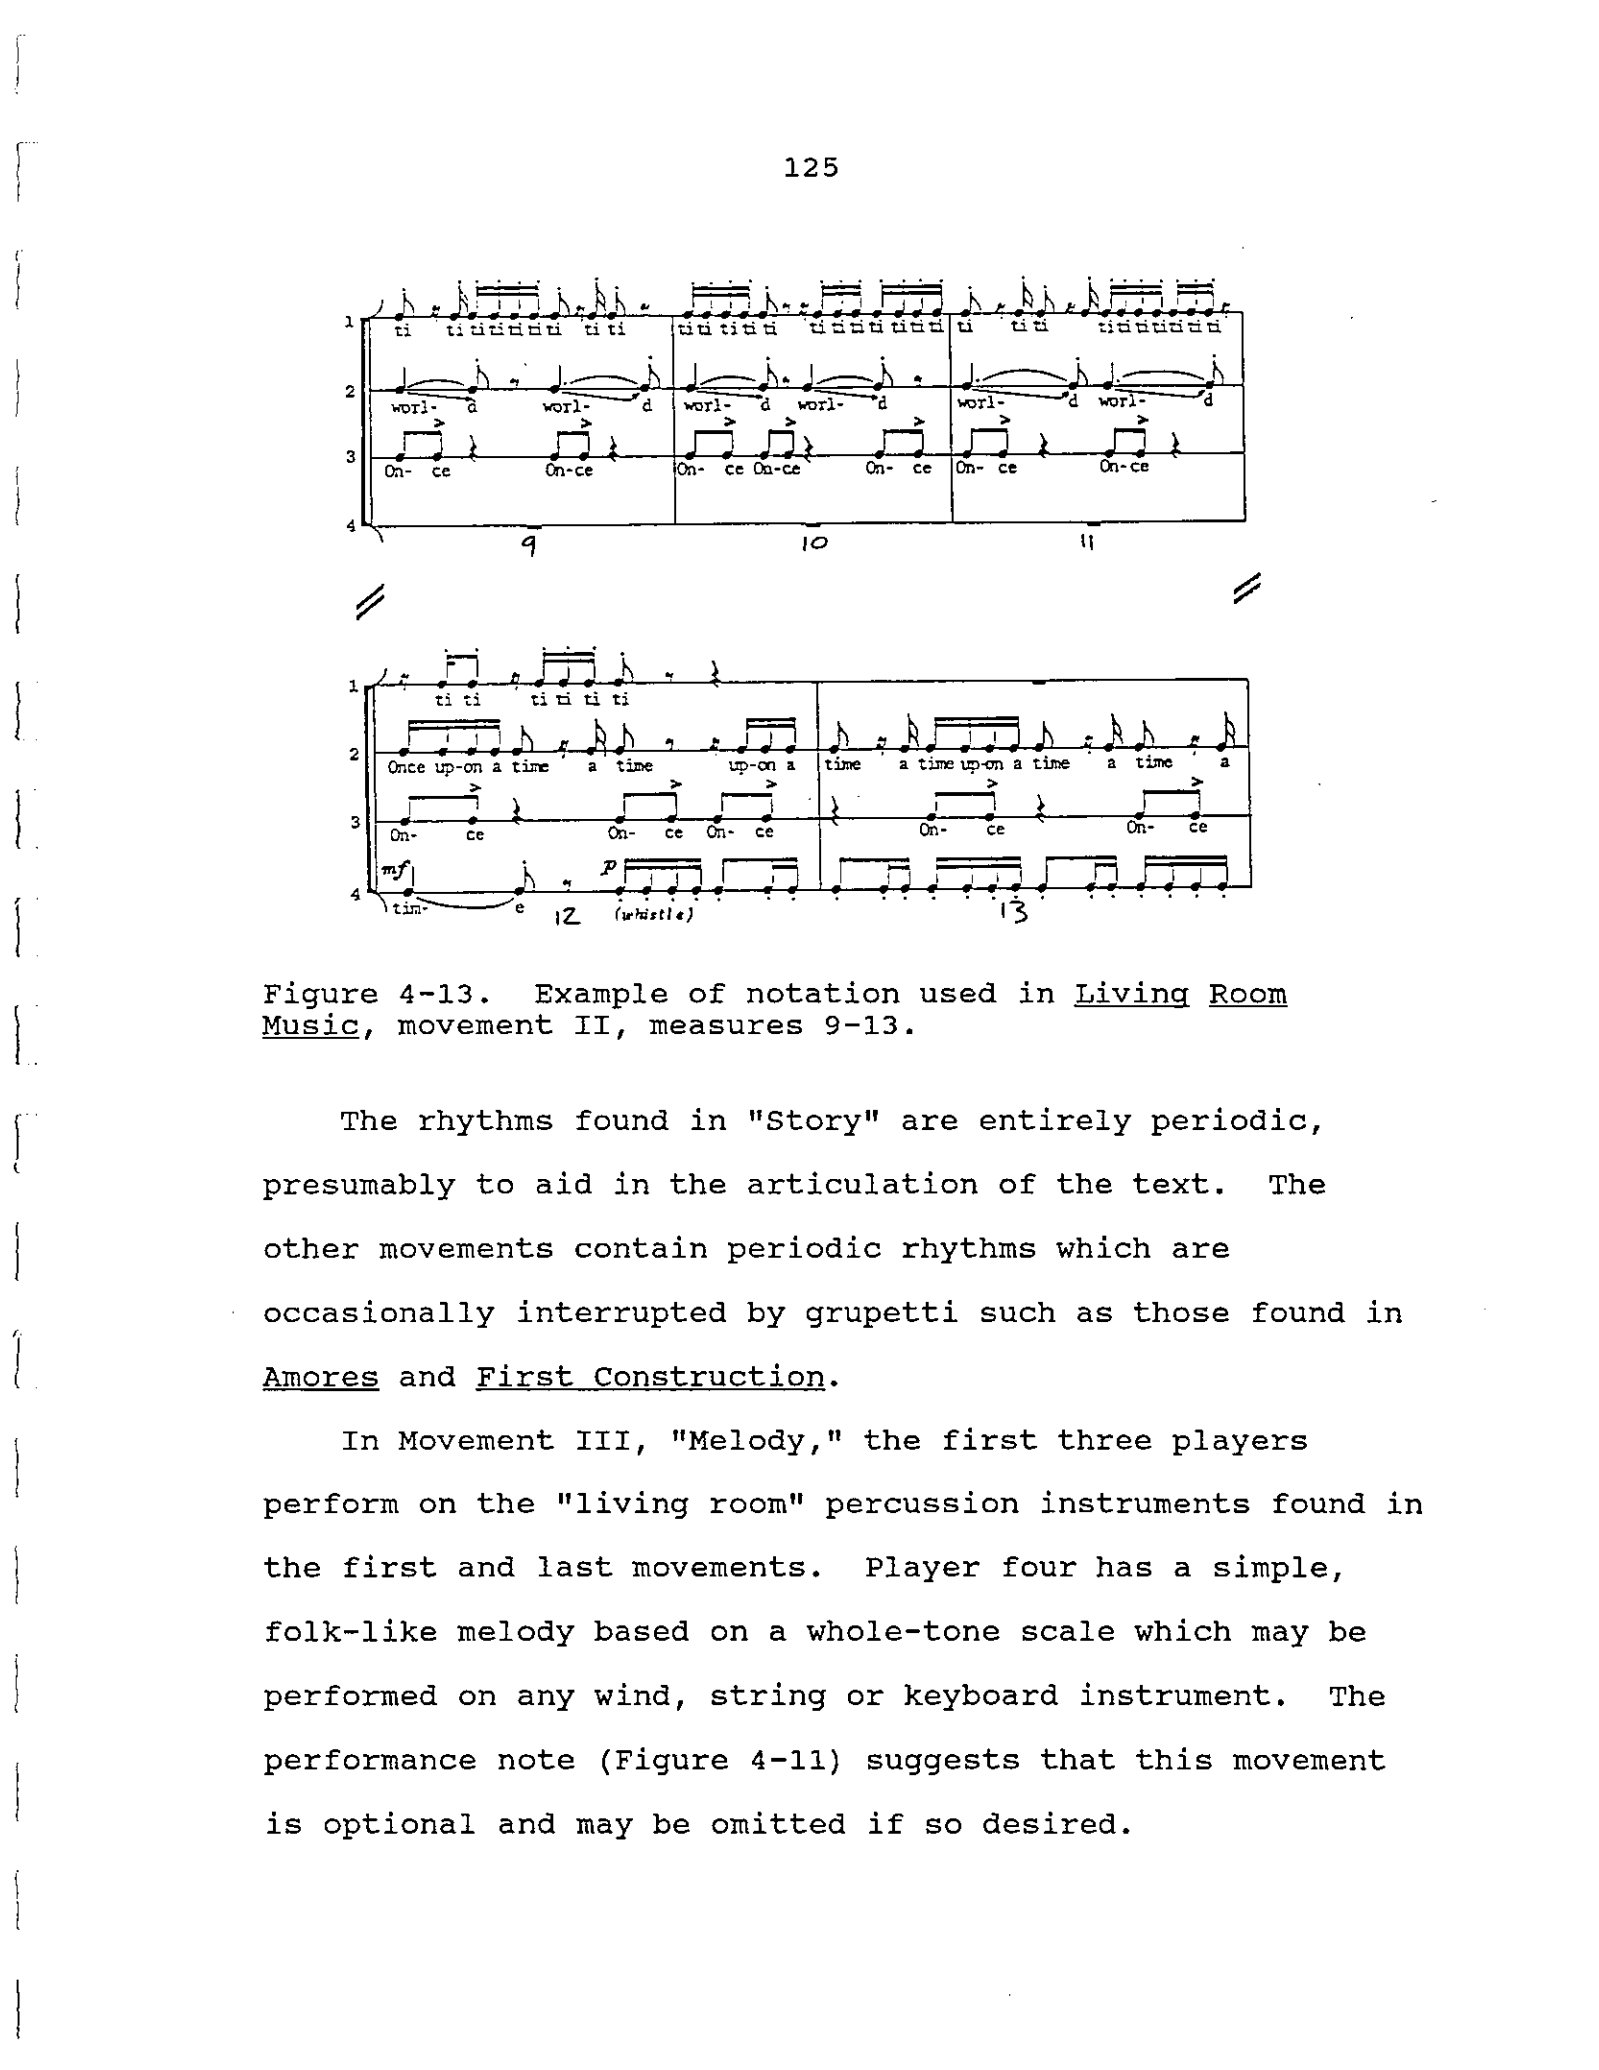 125
1
ti ti ti ti ti ti ti ti ti ti ti ti ti ti ti ti ti ti ti ti ti ti ti ti ti ti ti ti ti ti
2 worl- d worl- d worl- d worl- d worl- d worl- d
3 On- ce On-ce On- ce On-ce On- ce On- ce On-ce
4
9 10 11
1
ti ti ti ti ti ti
2 Once up-on a time a time up-on a time a time up-on a time a time a
3 On- ce On- ce On- ce On- ce On- ce
mf p
4 tim- e 12 (whistle) 13
Figure 4-13. Example of notation used in Living Room
Music, movement II, measures 9-13.
The rhythms found in "Story" are entirely periodic,
presumably to aid in the articulation of the text. The
other movements contain periodic rhythms which are
occasionally interrupted by grupetti such as those found in
Amores and First Construction.
In Movement III, "Melody," the first three players
perform on the "living room" percussion instruments found in
the first and last movements. Player four has a simple,
folk-like melody based on a whole-tone scale which may be
performed on any wind, string or keyboard instrument. The
performance note (Figure 4-11) suggests that this movement
is optional and may be omitted if so desired.